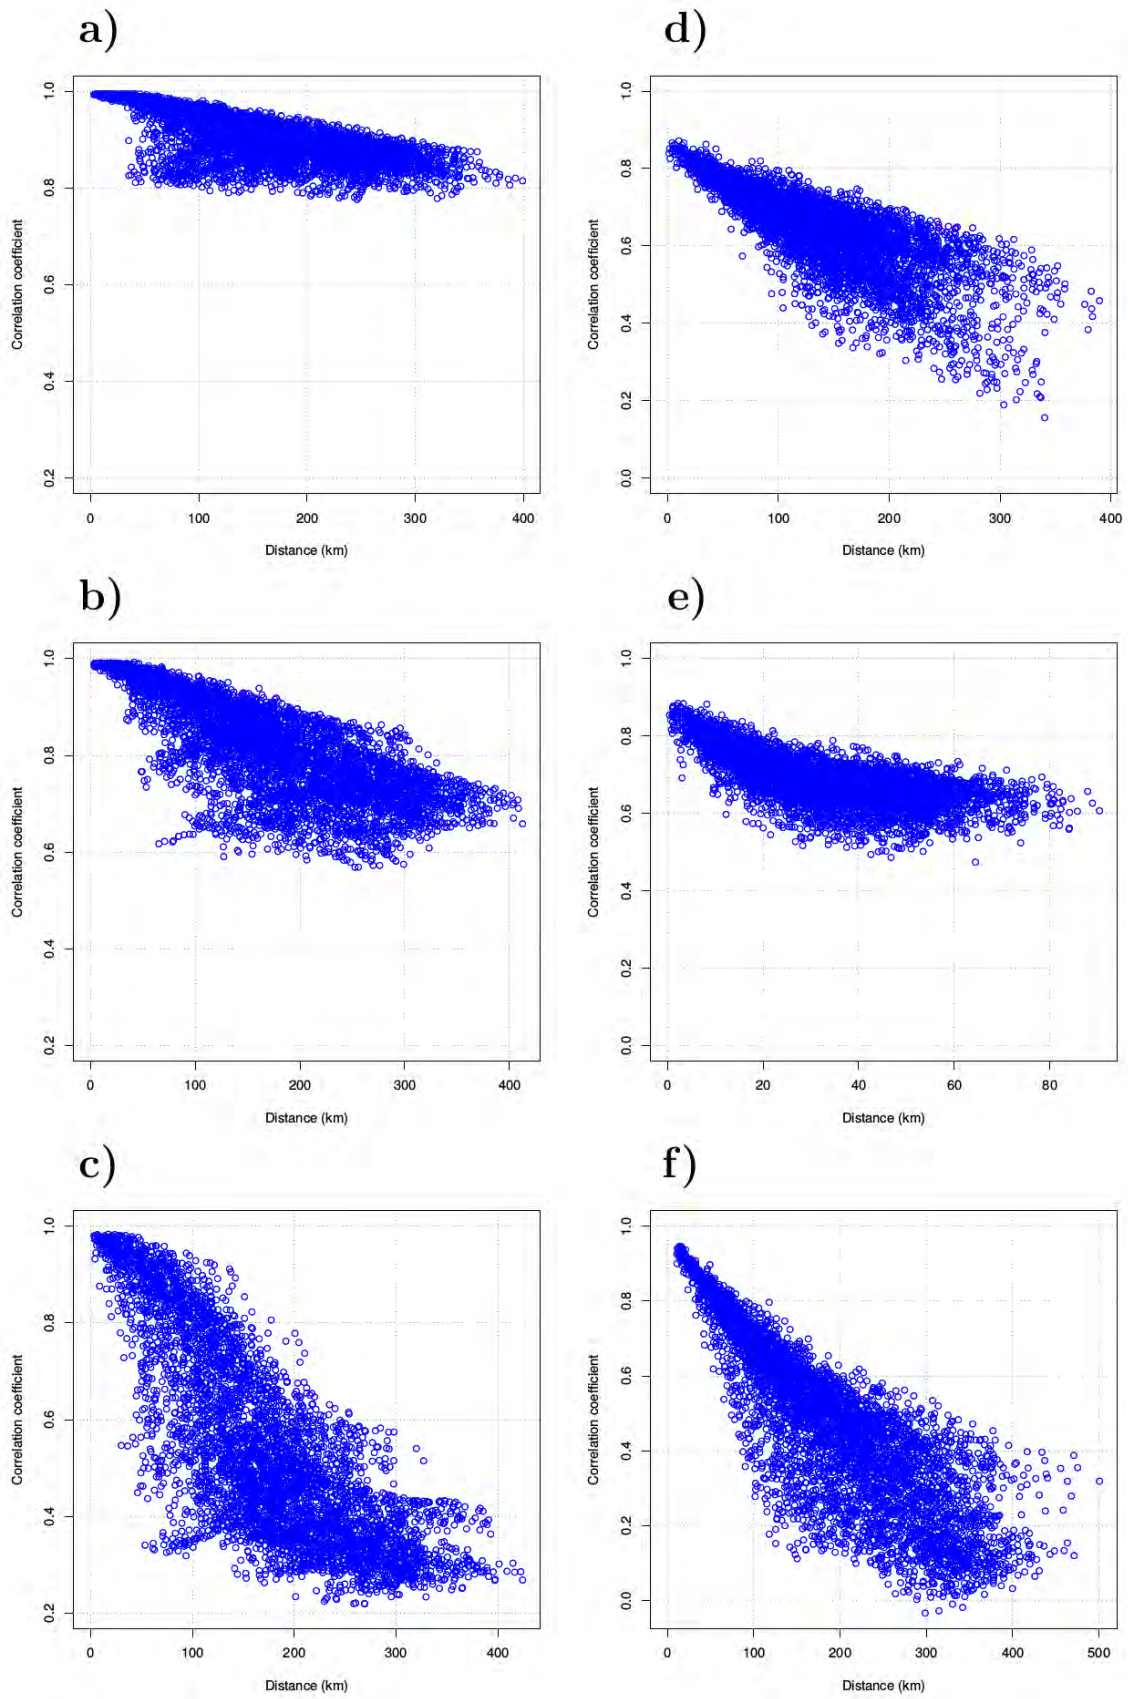 a)
1.0
0.8
0.6
0.4
0.2
Correlation coefficient
0 100 200 300 400
Distance (km)
d)
1.0
0.8
0.6
0.4
0.2
0.0
Correlation coefficient
0 100 200 300 400
Distance (km)
b)
1.0
0.8
0.6
0.4
0.2
Correlation coefficient
0 100 200 300 400
Distance (km)
e)
1.0
0.8
0.6
0.4
0.2
0.0
Correlation coefficient
0 20 40 60 80
Distance (km)
c)
1.0
0.8
0.6
0.4
0.2
Correlation coefficient
0 100 200 300 400
Distance (km)
f)
1.0
0.8
0.6
0.4
0.2
0.0
Correlation coefficient
0 100 200 300 400 500
Distance (km)